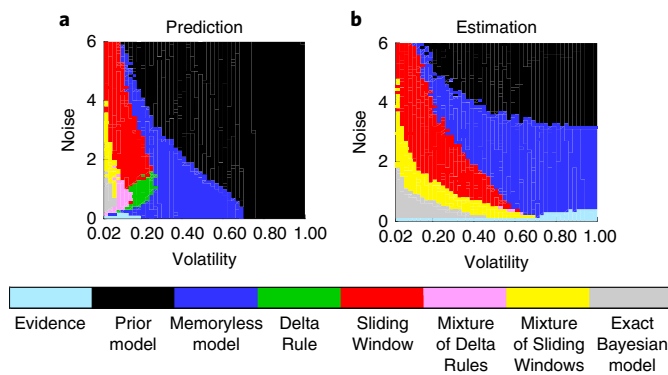 a
Prediction
6
4
2
0
Noise
0.02 0.20 0.40 0.60 0.80 1.00
Volatility
b
Estimation
6
4
2
0
Noise
0.02 0.20 0.40 0.60 0.80 1.00
Volatility
Evidence
Prior
model
Memoryless
model
Delta
Rule
Sliding
Window
Mixture
of Delta
Rules
Mixture
of Sliding
Windows
Exact
Bayesian
model